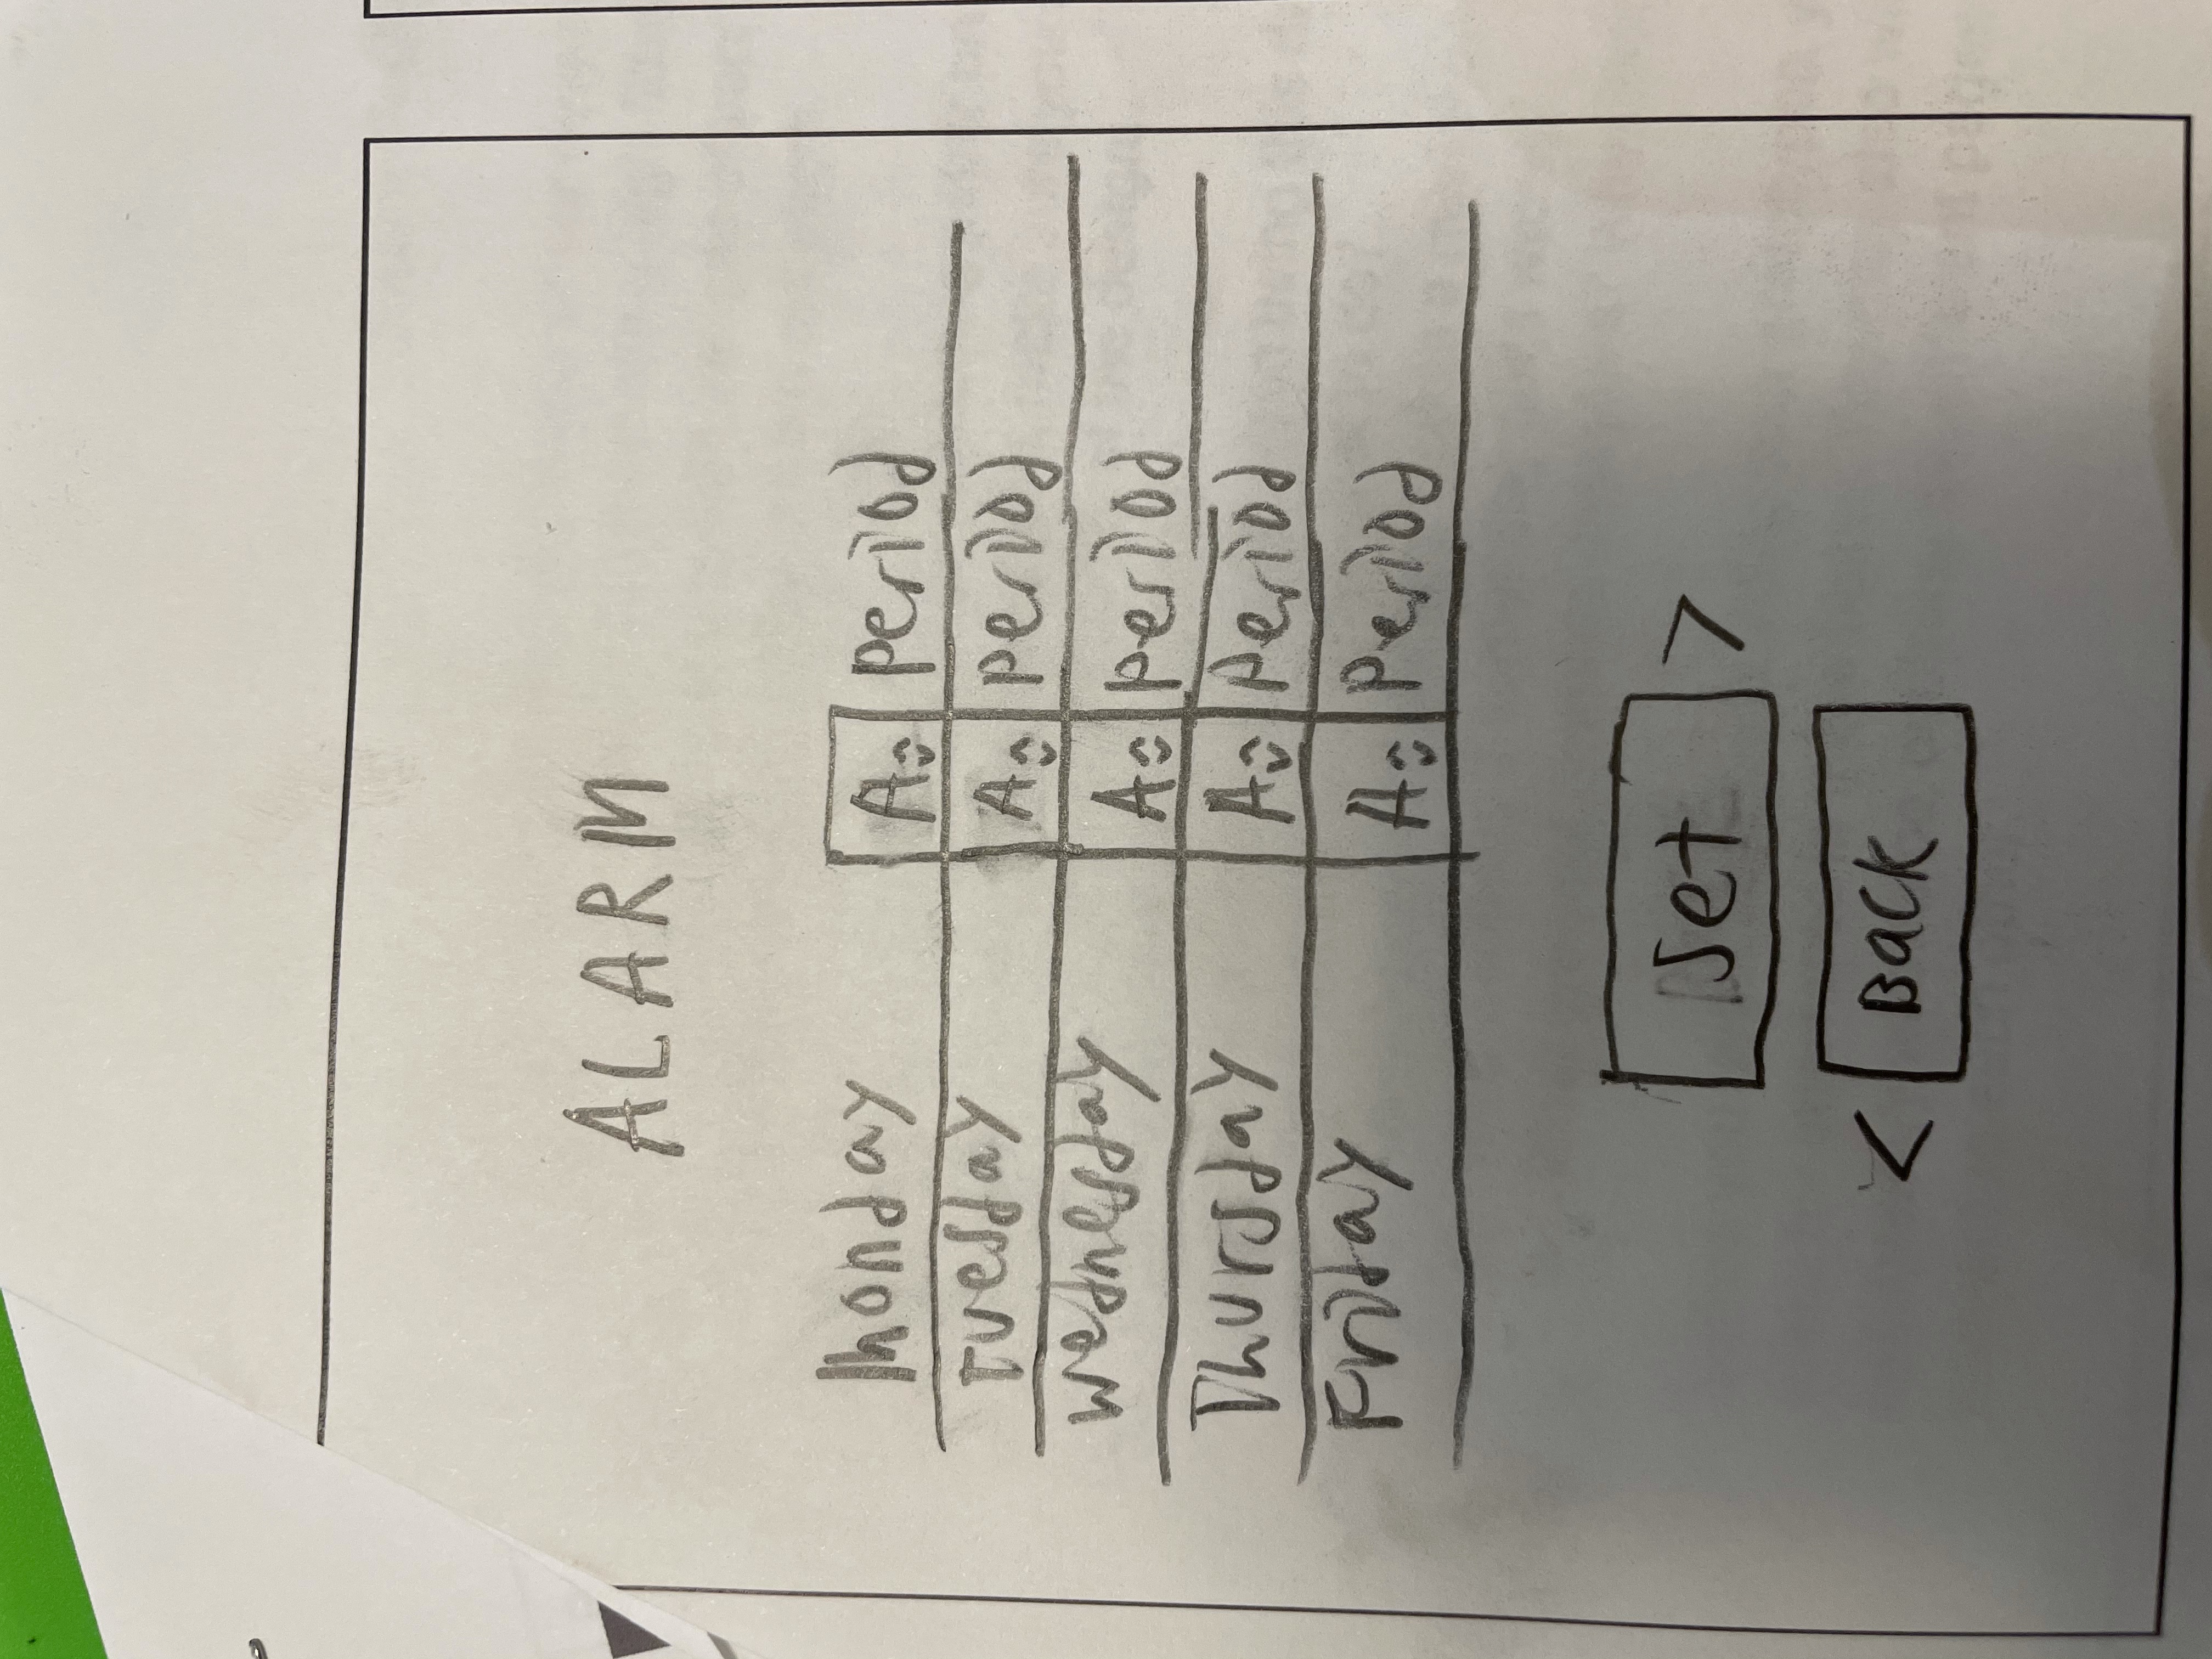 ALARM
Monday A Period
Tuesday A Period
Wednesday A Period
Thursday A Period
Friday A Period
Set >
< Back